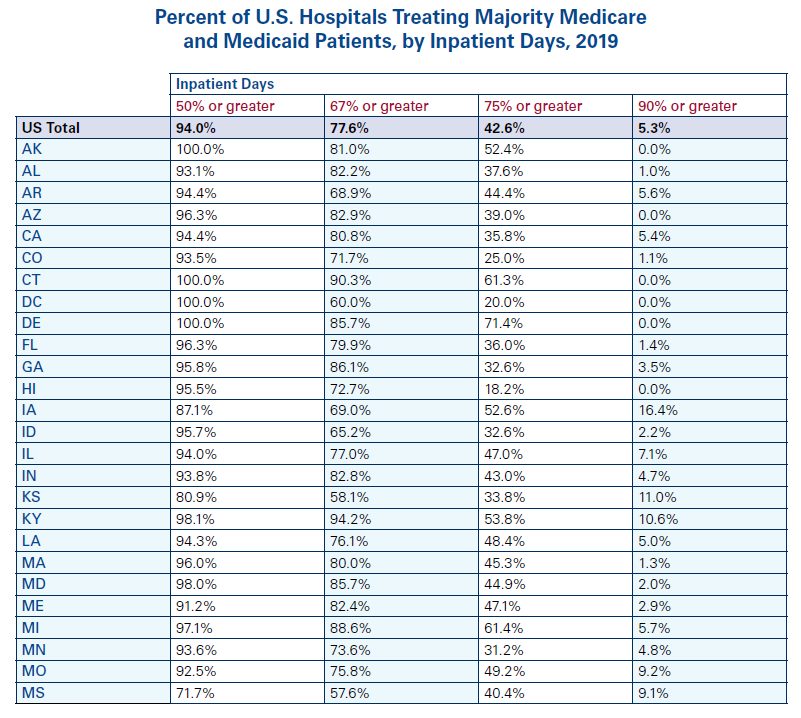 Percent of U.S. Hospitals Treating Majority Medicare
and Medicaid Patients, by Inpatient Days, 2019
Inpatient Days
50% or greater 67% or greater 75% or greater 90% or greater
US Total 94.0% 77.6% 42.6% 5.3%
AK 100.0% 81.0% 52.4% 0.0%
AL 93.1% 82.2% 37.6% 1.0%
AR 94.4% 68.9% 44.4% 5.6%
AZ 96.3% 82.9% 39.0% 0.0%
CA 94.4% 80.8% 35.8% 5.4%
CO 93.5% 71.7% 25.0% 1.1%
CT 100.0% 90.3% 61.3% 0.0%
DC 100.0% 60.0% 20.0% 0.0%
DE 100.0% 85.7% 71.4% 0.0%
FL 96.3% 79.9% 36.0% 1.4%
GA 95.8% 86.1% 32.6% 3.5%
HI 95.5% 72.7% 18.2% 0.0%
IA 87.1% 69.0% 52.6% 16.4%
ID 95.7% 65.2% 32.6% 2.2%
IL 94.0% 77.0% 47.0% 7.1%
IN 93.8% 82.8% 43.0% 4.7%
KS 80.9% 58.1% 33.8% 11.0%
KY 98.1% 94.2% 53.8% 10.6%
LA 94.3% 76.1% 48.4% 5.0%
MA 96.0% 80.0% 45.3% 1.3%
MD 98.0% 85.7% 44.9% 2.0%
ME 91.2% 82.4% 47.1% 2.9%
MI 97.1% 88.6% 61.4% 5.7%
MN 93.6% 73.6% 31.2% 4.8%
MO 92.5% 75.8% 49.2% 9.2%
MS 71.7% 57.6% 40.4% 9.1%